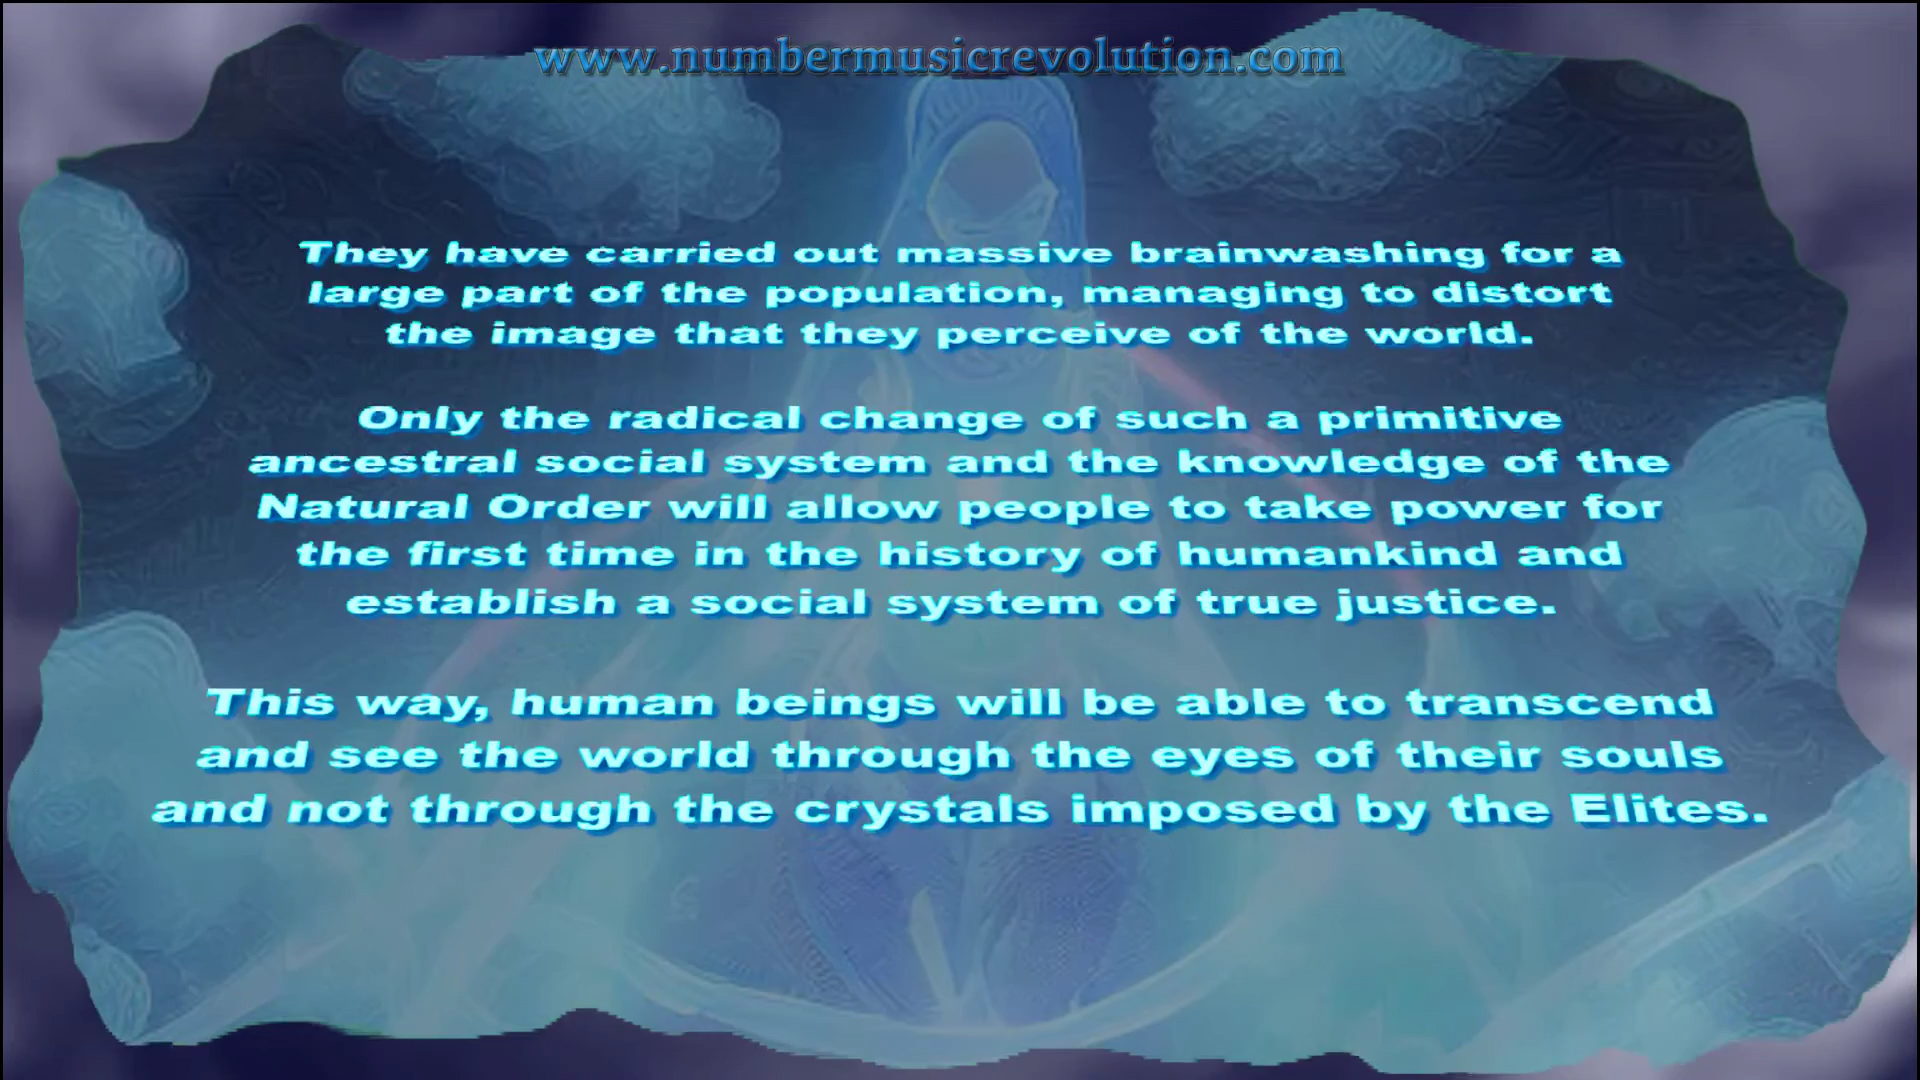 www.numbermusicrevolution.com
They have carried out massive brainwashing for a
large part of the population, managing to distort
the image that they perceive of the world.
Only the radical change of such a primitive
ancestral social system and the knowledge of the
Natural Order will allow people to take power for
the first time in the history of humankind and
establish a social system of true justice.
This way, human beings will be able to transcend
and see the world through the eyes of their souls
and not through the crystals imposed by the Elites.